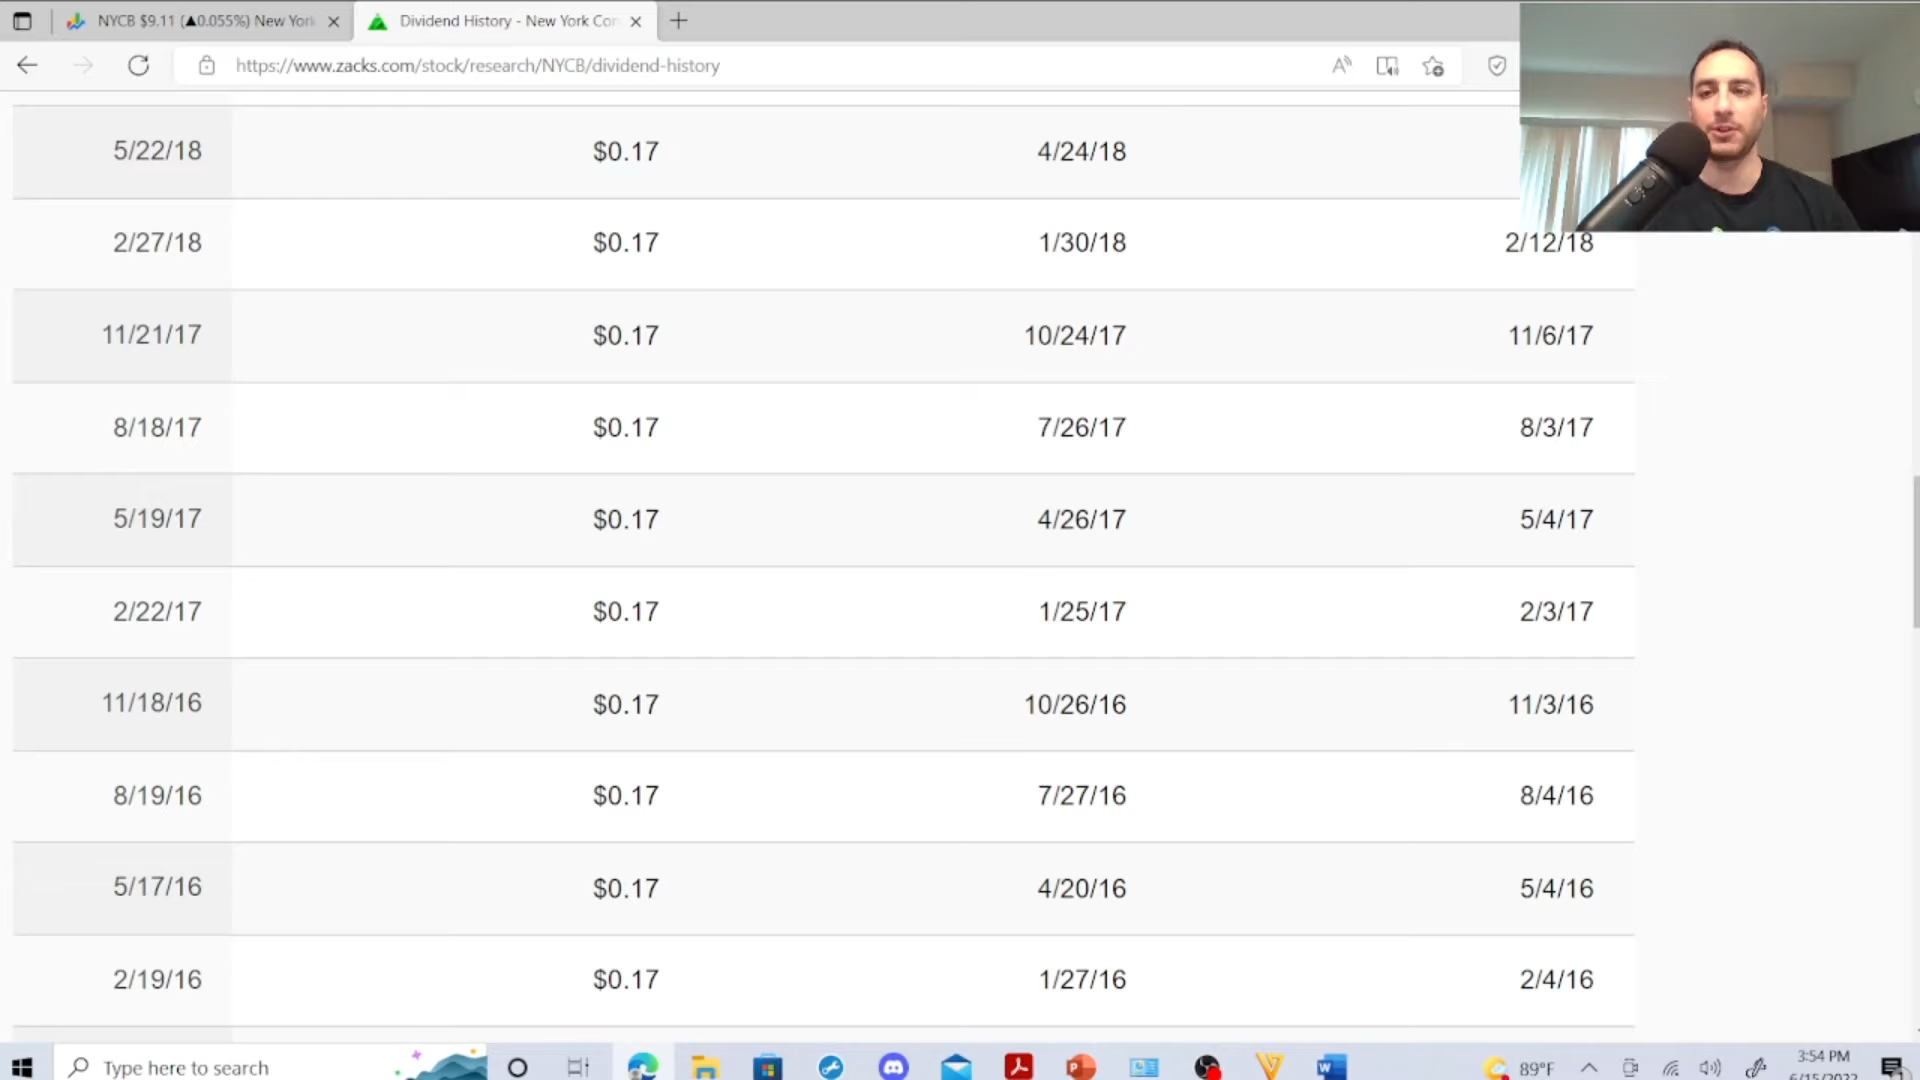 NYCB $9.11 (▲0.055%) New York
Dividend History - New York Con
https://www.zacks.com/stock/research/NYCB/dividend-history
5/22/18 $0.17 4/24/18
2/27/18 $0.17 1/30/18 2/12/18
11/21/17 $0.17 10/24/17 11/6/17
8/18/17 $0.17 7/26/17 8/3/17
5/19/17 $0.17 4/26/17 5/4/17
2/22/17 $0.17 1/25/17 2/3/17
11/18/16 $0.17 10/26/16 11/3/16
8/19/16 $0.17 7/27/16 8/4/16
5/17/16 $0.17 4/20/16 5/4/16
2/19/16 $0.17 1/27/16 2/4/16
Type here to search
89°F
3:54 PM
6/15/2022